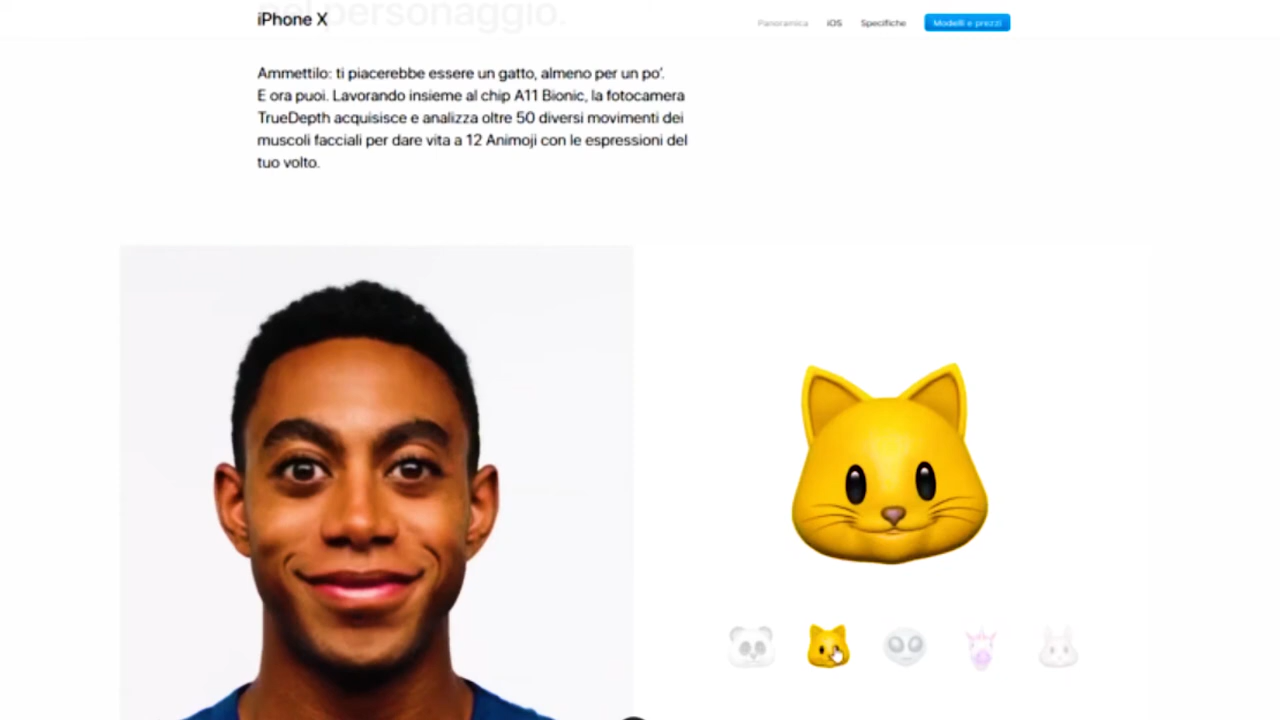 nel personaggio.
iPhone X
Panoramica iOS Specifiche Modelli e prezzi
Ammettilo: ti piacerebbe essere un gatto, almeno per un po'.
E ora puoi. Lavorando insieme al chip A11 Bionic, la fotocamera
TrueDepth acquisisce e analizza oltre 50 diversi movimenti dei
muscoli facciali per dare vita a 12 Animoji con le espressioni del
tuo volto.